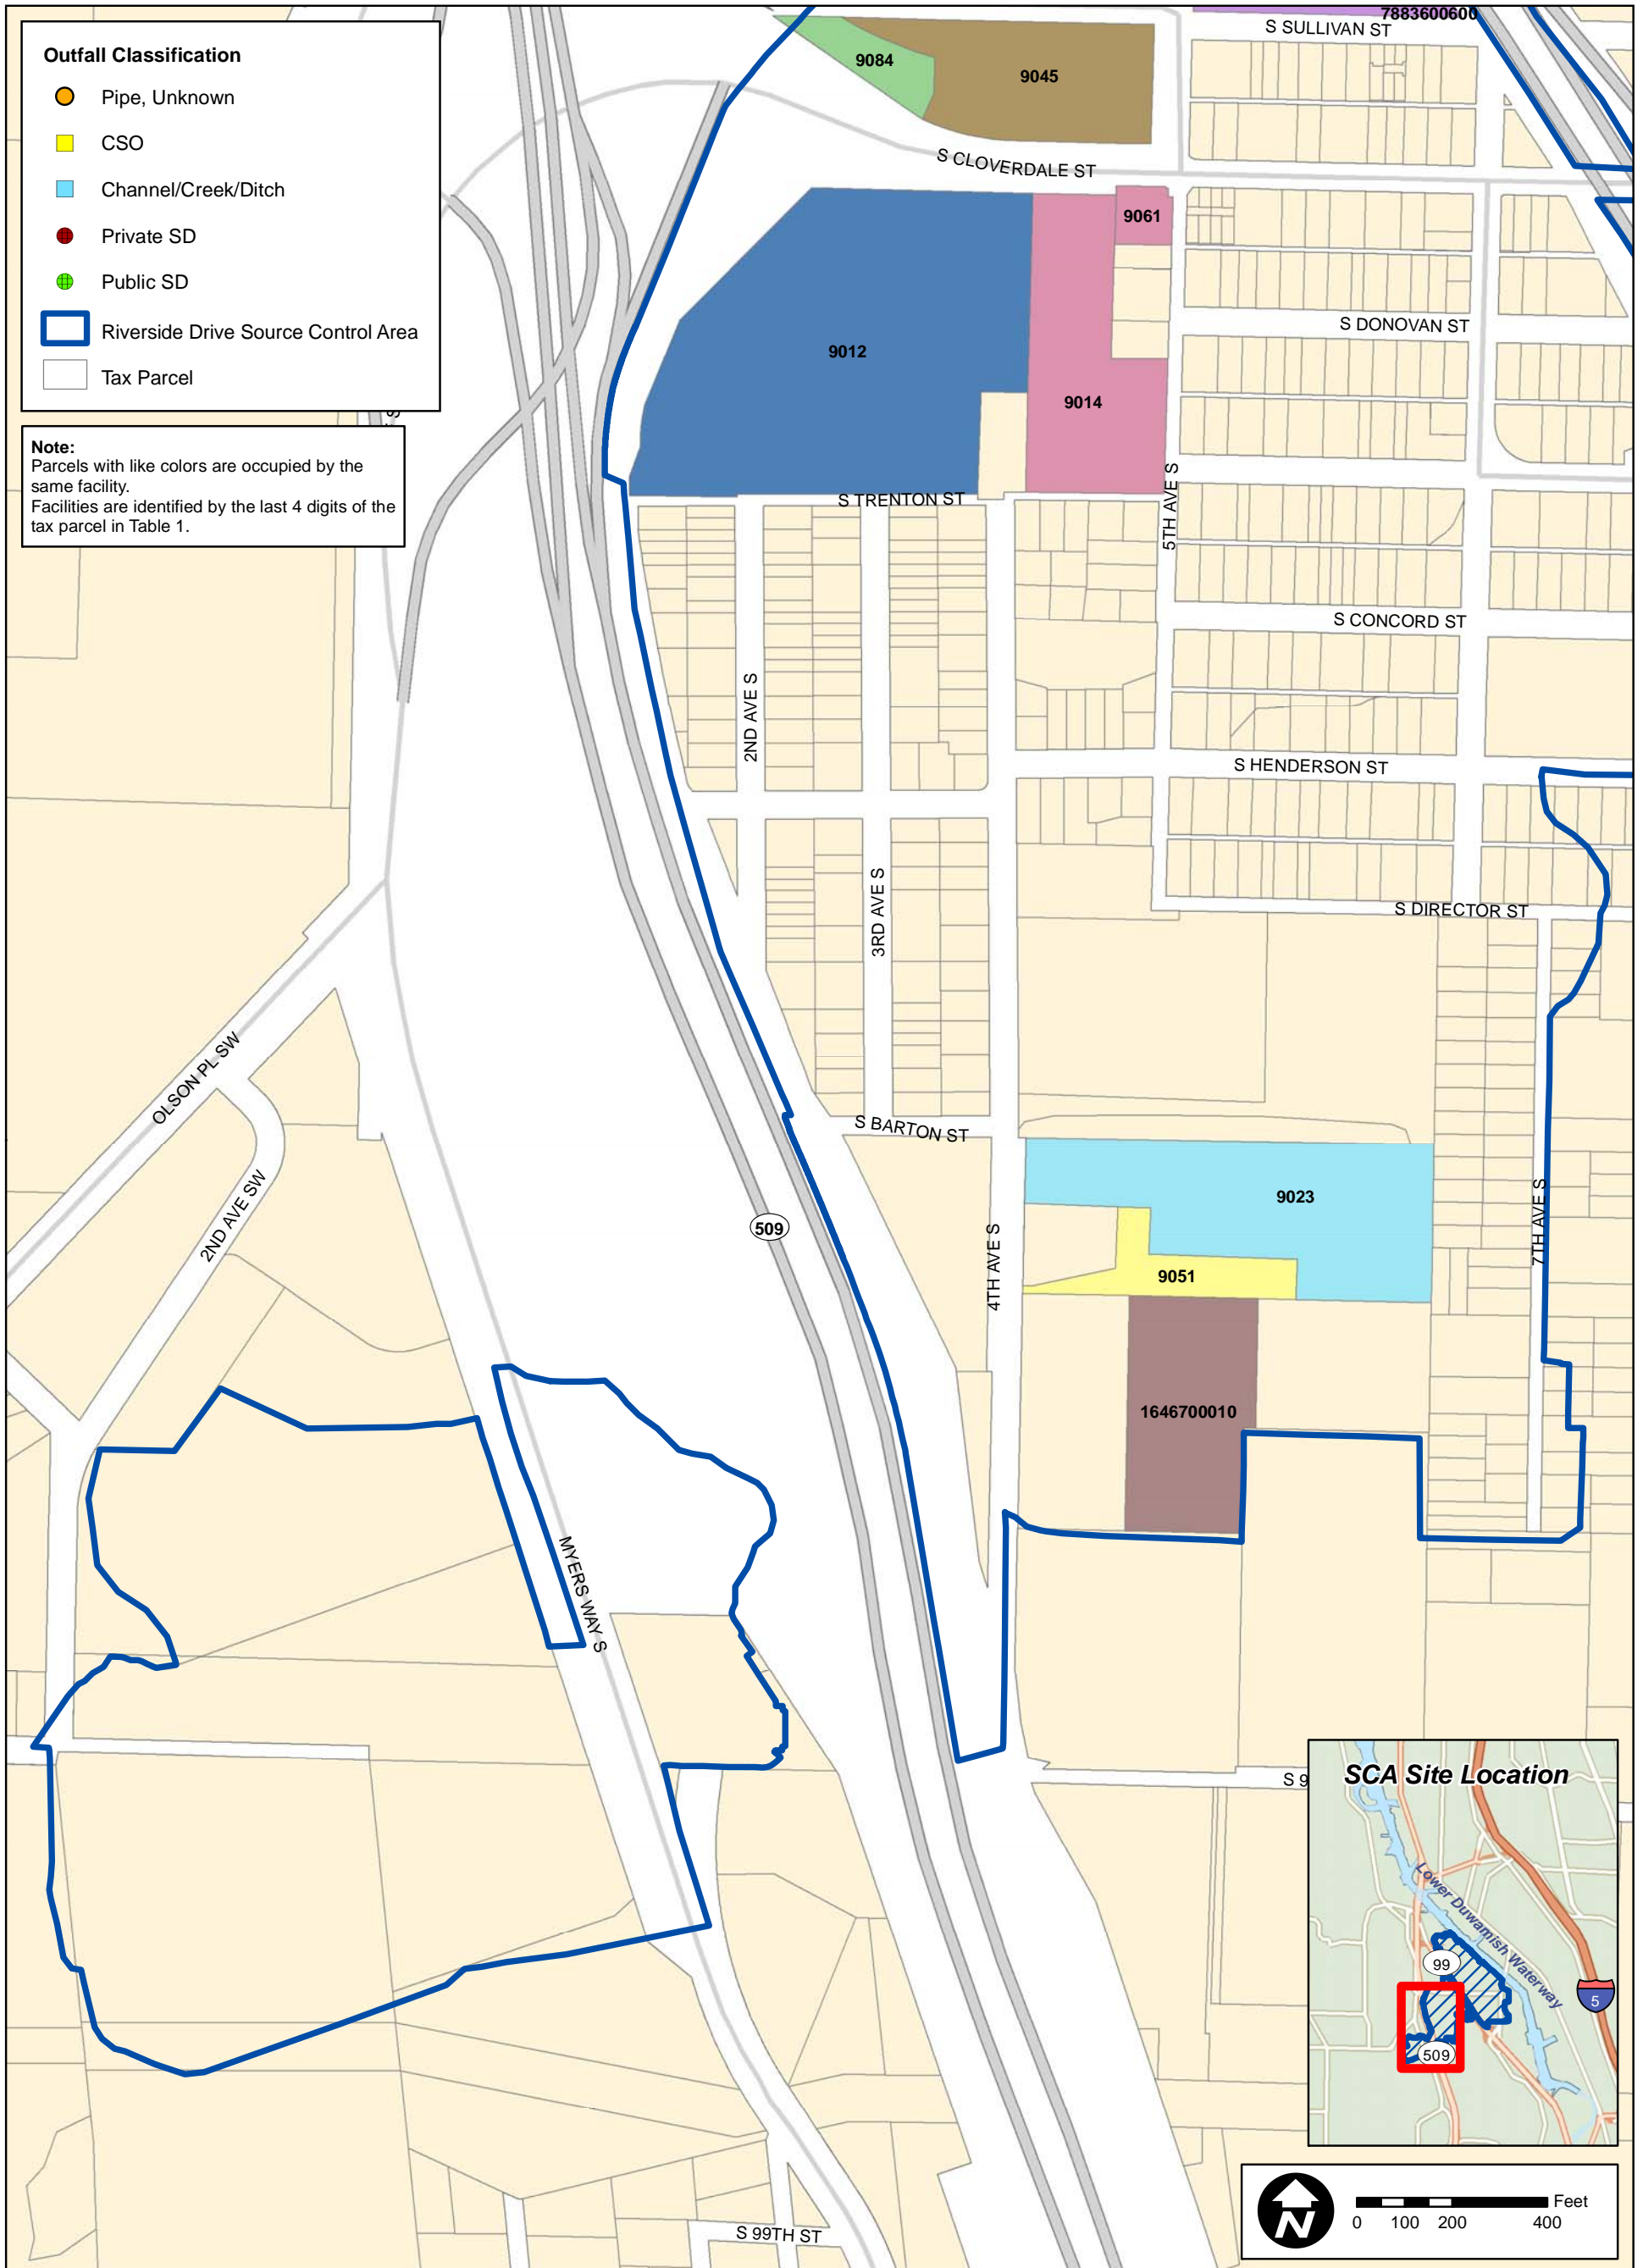 Outfall Classification
Pipe, Unknown
CSO
Channel/Creek/Ditch
Private SD
Public SD
Riverside Drive Source Control Area
Tax Parcel
Note:
Parcels with like colors are occupied by the
same facility.
Facilities are identified by the last 4 digits of the
tax parcel in Table 1.
7883600600
S SULLIVAN ST
9084
9045
S CLOVERDALE ST
9061
9012
9014
S DONOVAN ST
S TRENTON ST
5TH AVE S
S CONCORD ST
2ND AVE S
S HENDERSON ST
3RD AVE S
S DIRECTOR ST
OLSON PL SW
S BARTON ST
2ND AVE SW
509
4TH AVE S
9023
7TH AVE S
9051
1646700010
MYERS WAY S
S 9
SCA Site Location
Lower Duwamish Waterway
99
5
509
S 99TH ST
N
Feet
0 100 200 400